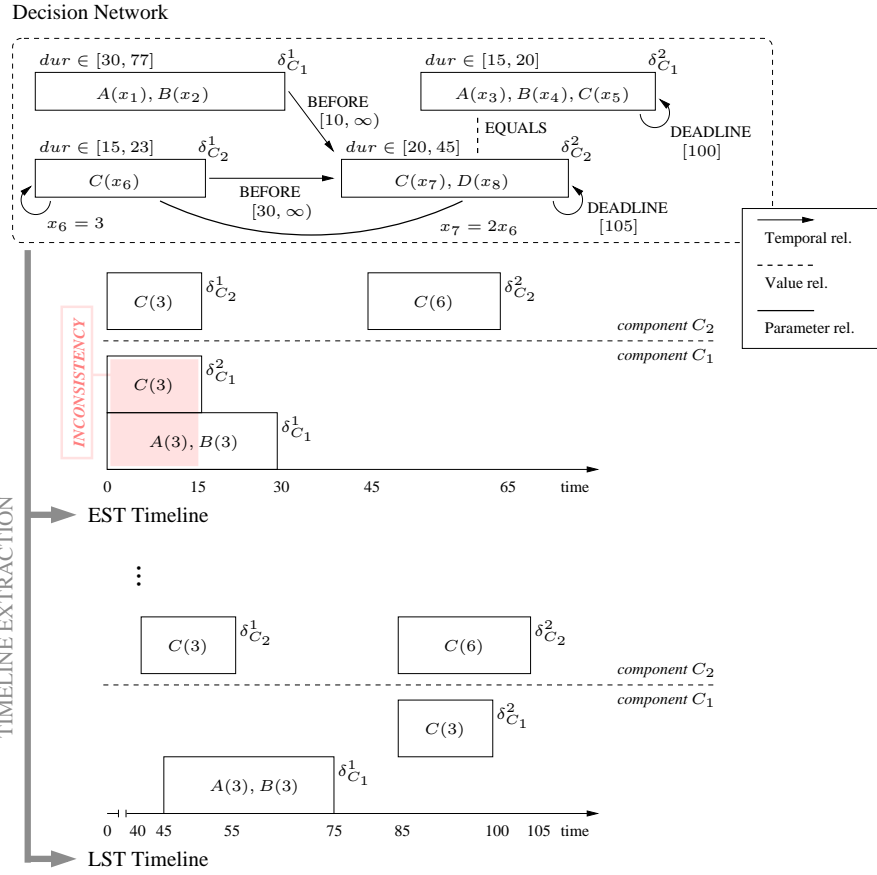 Decision Network
dur ∈ [30, 77]
δ^1_{C_1}
A(x_1), B(x_2)
BEFORE
[10, ∞)
dur ∈ [15, 20]
δ^2_{C_1}
A(x_3), B(x_4), C(x_5)
EQUALS
DEADLINE
[100]
dur ∈ [15, 23]
δ^1_{C_2}
C(x_6)
x_6 = 3
BEFORE
[30, ∞)
dur ∈ [20, 45]
δ^2_{C_2}
C(x_7), D(x_8)
DEADLINE
[105]
x_7 = 2x_6
Temporal rel.
Value rel.
Parameter rel.
C(3)
δ^1_{C_2}
C(6)
δ^2_{C_2}
component C_2
component C_1
INCONSISTENCY
C(3)
δ^2_{C_1}
A(3), B(3)
δ^1_{C_1}
0 15 30 45 65 time
EST Timeline
TIMELINE EXTRACTION
⋮
C(3)
δ^1_{C_2}
C(6)
δ^2_{C_2}
component C_2
component C_1
C(3)
δ^2_{C_1}
A(3), B(3)
δ^1_{C_1}
0 40 45 55 75 85 100 105 time
LST Timeline